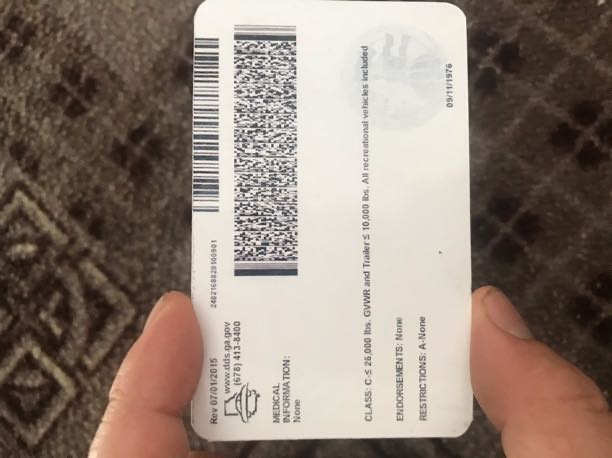 Rev 07/01/2015
2482168828100901
www.dds.ga.gov
(678) 413-8400
MEDICAL
INFORMATION:
None
CLASS: C-≤ 26,000 lbs. GVWR and Trailer ≤ 10,000 lbs. All recreational vehicles included
ENDORSEMENTS: None
RESTRICTIONS: A-None
09/11/1976